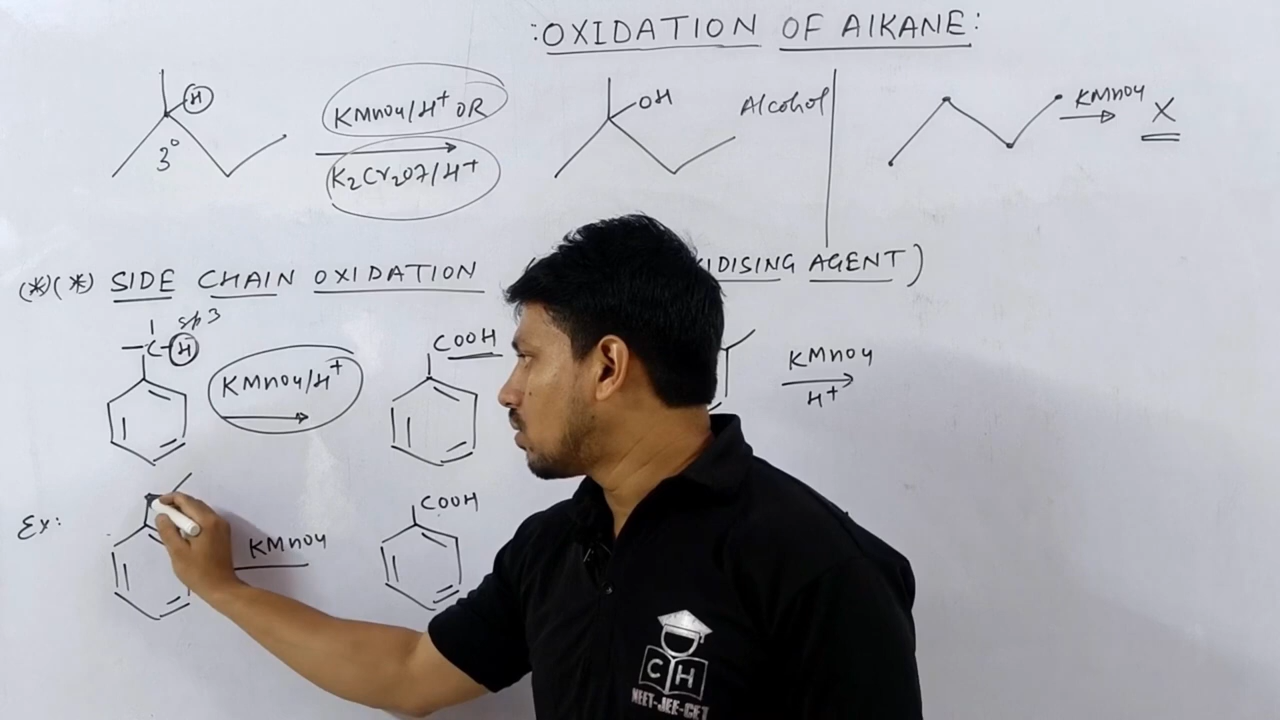 :OXIDATION OF AlKANE:
H
3°
KMnO4/H+ OR
K2Cr2O7/H+
OH
Alcohol
KMnO4
X
(*)(*) SIDE CHAIN OXIDATION (
IDISING AGENT)
sp3
-C-H
KMnO4/H+
COOH
KMnO4
H+
Ex:
KMnO4
COOH
C H
NEET-JEE-CET